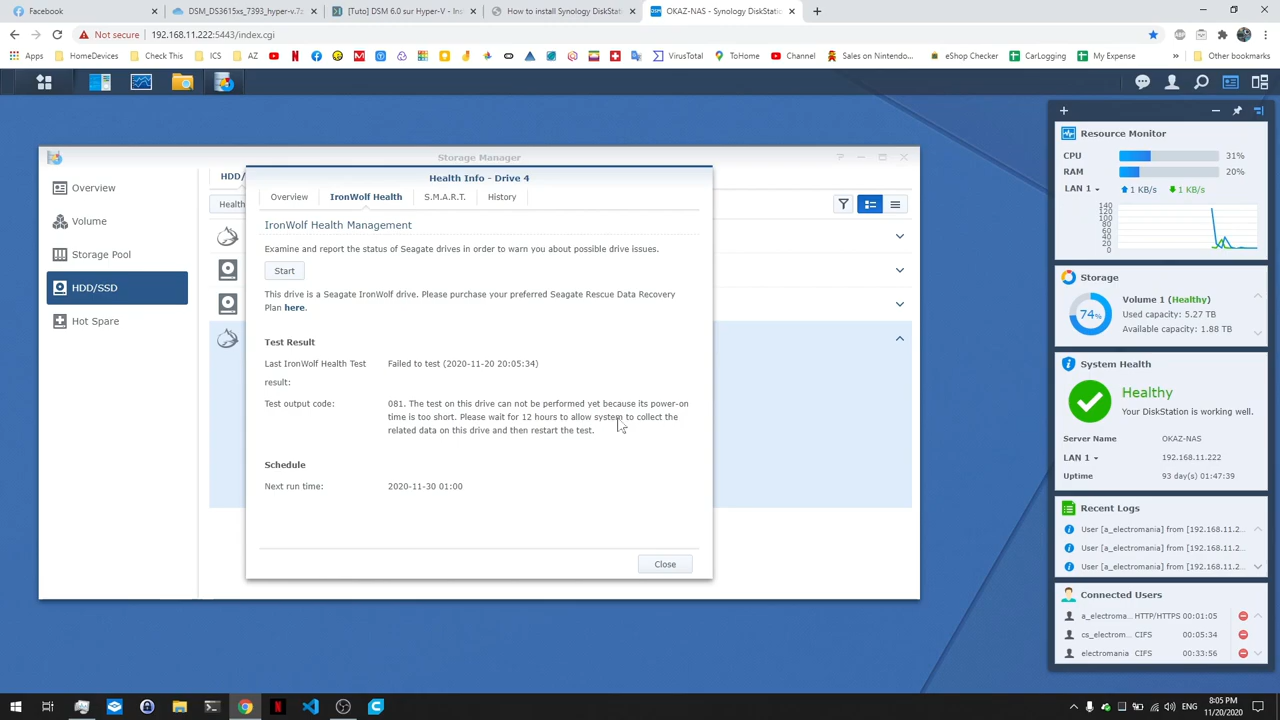 Facebook
DSM_DS3615xs_7393_hyper-v.7a
[Tuto] DSM 6.0 sur Hyper-V - Ins
How to install Synology DiskStati
OKAZ-NAS - Synology DiskStatio
Not secure
192.168.11.222:5443/index.cgi
Apps
HomeDevices
Check This
ICS
AZ
VirusTotal
ToHome
Channel
Sales on Nintendo...
eShop Checker
CarLogging
My Expense
»
Other bookmarks
Storage Manager
Overview
Volume
Storage Pool
HDD/SSD
Hot Spare
HDD/
Health
Health Info - Drive 4
Overview
IronWolf Health
S.M.A.R.T.
History
IronWolf Health Management
Examine and report the status of Seagate drives in order to warn you about possible drive issues.
Start
This drive is a Seagate IronWolf drive. Please purchase your preferred Seagate Rescue Data Recovery
Plan here.
Test Result
Last IronWolf Health Test
result:
Failed to test (2020-11-20 20:05:34)
Test output code:
081. The test on this drive can not be performed yet because its power-on
time is too short. Please wait for 12 hours to allow system to collect the
related data on this drive and then restart the test.
Schedule
Next run time:
2020-11-30 01:00
Close
Resource Monitor
CPU
31%
RAM
20%
LAN 1
1 KB/s
1 KB/s
140
120
100
80
60
40
20
0
Storage
74%
Volume 1 (Healthy)
Used capacity: 5.27 TB
Available capacity: 1.88 TB
System Health
Healthy
Your DiskStation is working well.
Server Name
OKAZ-NAS
LAN 1
192.168.11.222
Uptime
93 day(s) 01:47:39
Recent Logs
User [a_electromania] from [192.168.11.2...
User [a_electromania] from [192.168.11.2...
User [a_electromania] from [192.168.11.2...
Connected Users
a_electroma... HTTP/HTTPS 00:01:05
cs_electrom... CIFS 00:05:34
electromania CIFS 00:33:56
ENG
8:05 PM
11/20/2020